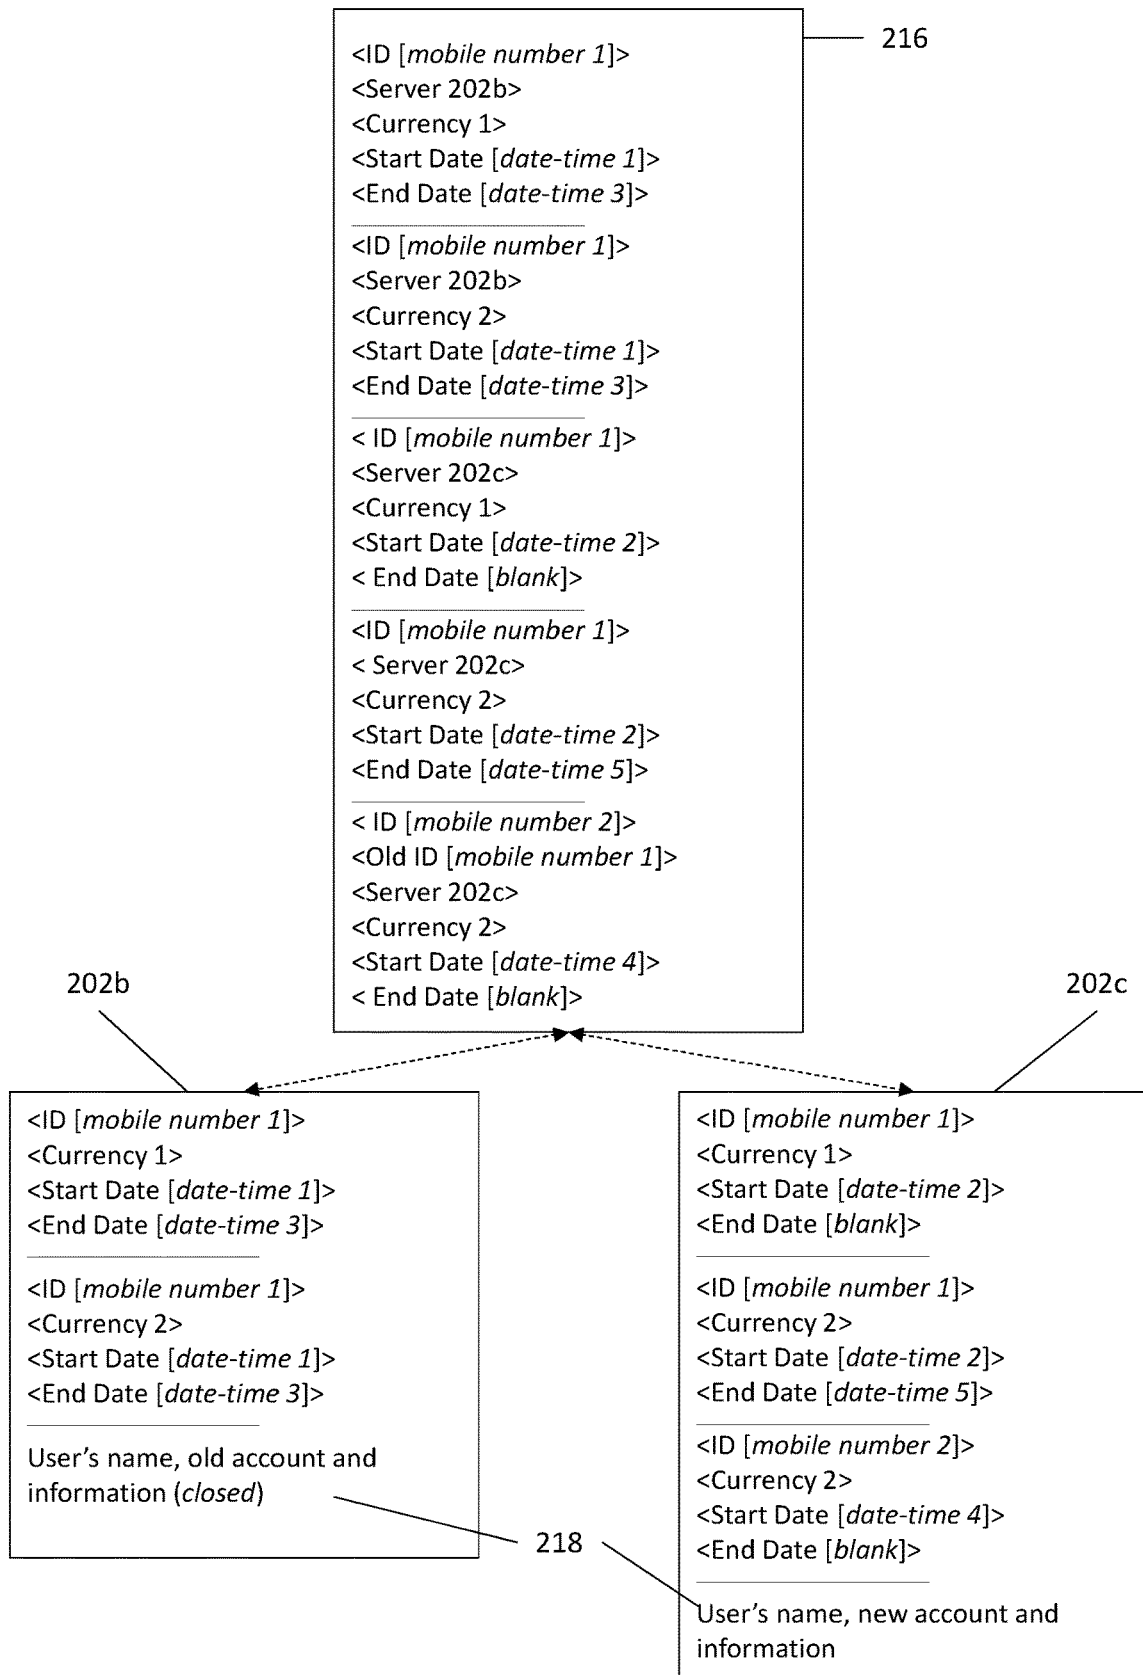 216
<ID [mobile number 1]>
<Server 202b>
<Currency 1>
<Start Date [date-time 1]>
<End Date [date-time 3]>
<ID [mobile number 1]>
<Server 202b>
<Currency 2>
<Start Date [date-time 1]>
<End Date [date-time 3]>
< ID [mobile number 1]>
<Server 202c>
<Currency 1>
<Start Date [date-time 2]>
< End Date [blank]>
<ID [mobile number 1]>
< Server 202c>
<Currency 2>
<Start Date [date-time 2]>
<End Date [date-time 5]>
< ID [mobile number 2]>
<Old ID [mobile number 1]>
<Server 202c>
<Currency 2>
<Start Date [date-time 4]>
< End Date [blank]>
202b
202c
<ID [mobile number 1]>
<Currency 1>
<Start Date [date-time 1]>
<End Date [date-time 3]>
<ID [mobile number 1]>
<Currency 2>
<Start Date [date-time 1]>
<End Date [date-time 3]>
User's name, old account and
information (closed)
218
<ID [mobile number 1]>
<Currency 1>
<Start Date [date-time 2]>
<End Date [blank]>
<ID [mobile number 1]>
<Currency 2>
<Start Date [date-time 2]>
<End Date [date-time 5]>
<ID [mobile number 2]>
<Currency 2>
<Start Date [date-time 4]>
<End Date [blank]>
User's name, new account and
information